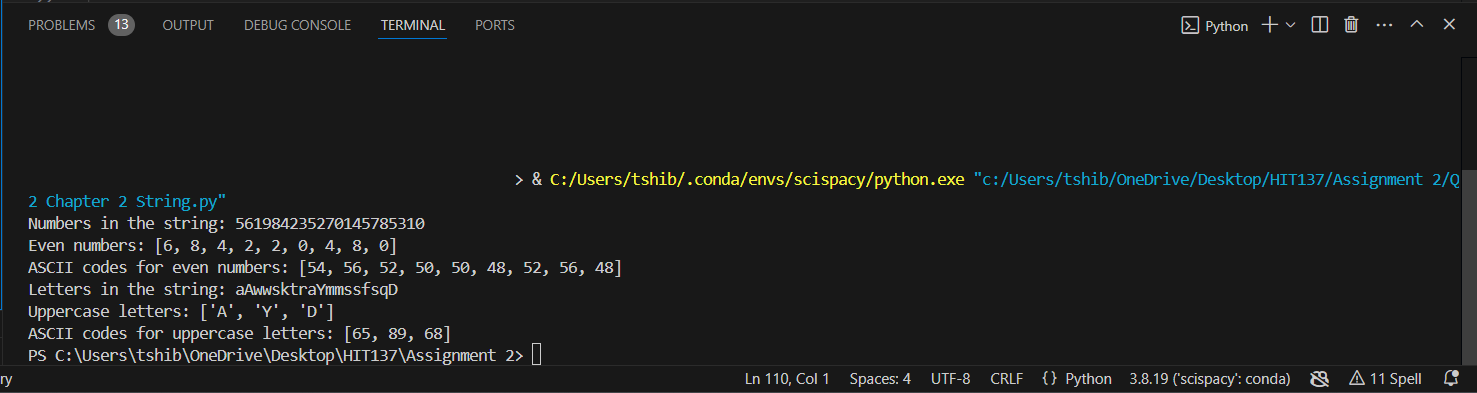 PROBLEMS 13 OUTPUT DEBUG CONSOLE TERMINAL PORTS Python
> & C:/Users/tshib/.conda/envs/scispacy/python.exe "c:/Users/tshib/OneDrive/Desktop/HIT137/Assignment 2/Q
2 Chapter 2 String.py"
Numbers in the string: 561984235270145785310
Even numbers: [6, 8, 4, 2, 2, 0, 4, 8, 0]
ASCII codes for even numbers: [54, 56, 52, 50, 50, 48, 52, 56, 48]
Letters in the string: aAwwsktraYmmssfsqD
Uppercase letters: ['A', 'Y', 'D']
ASCII codes for uppercase letters: [65, 89, 68]
PS C:\Users\tshib\OneDrive\Desktop\HIT137\Assignment 2>
ry Ln 110, Col 1 Spaces: 4 UTF-8 CRLF {} Python 3.8.19 ('scispacy': conda) 11 Spell